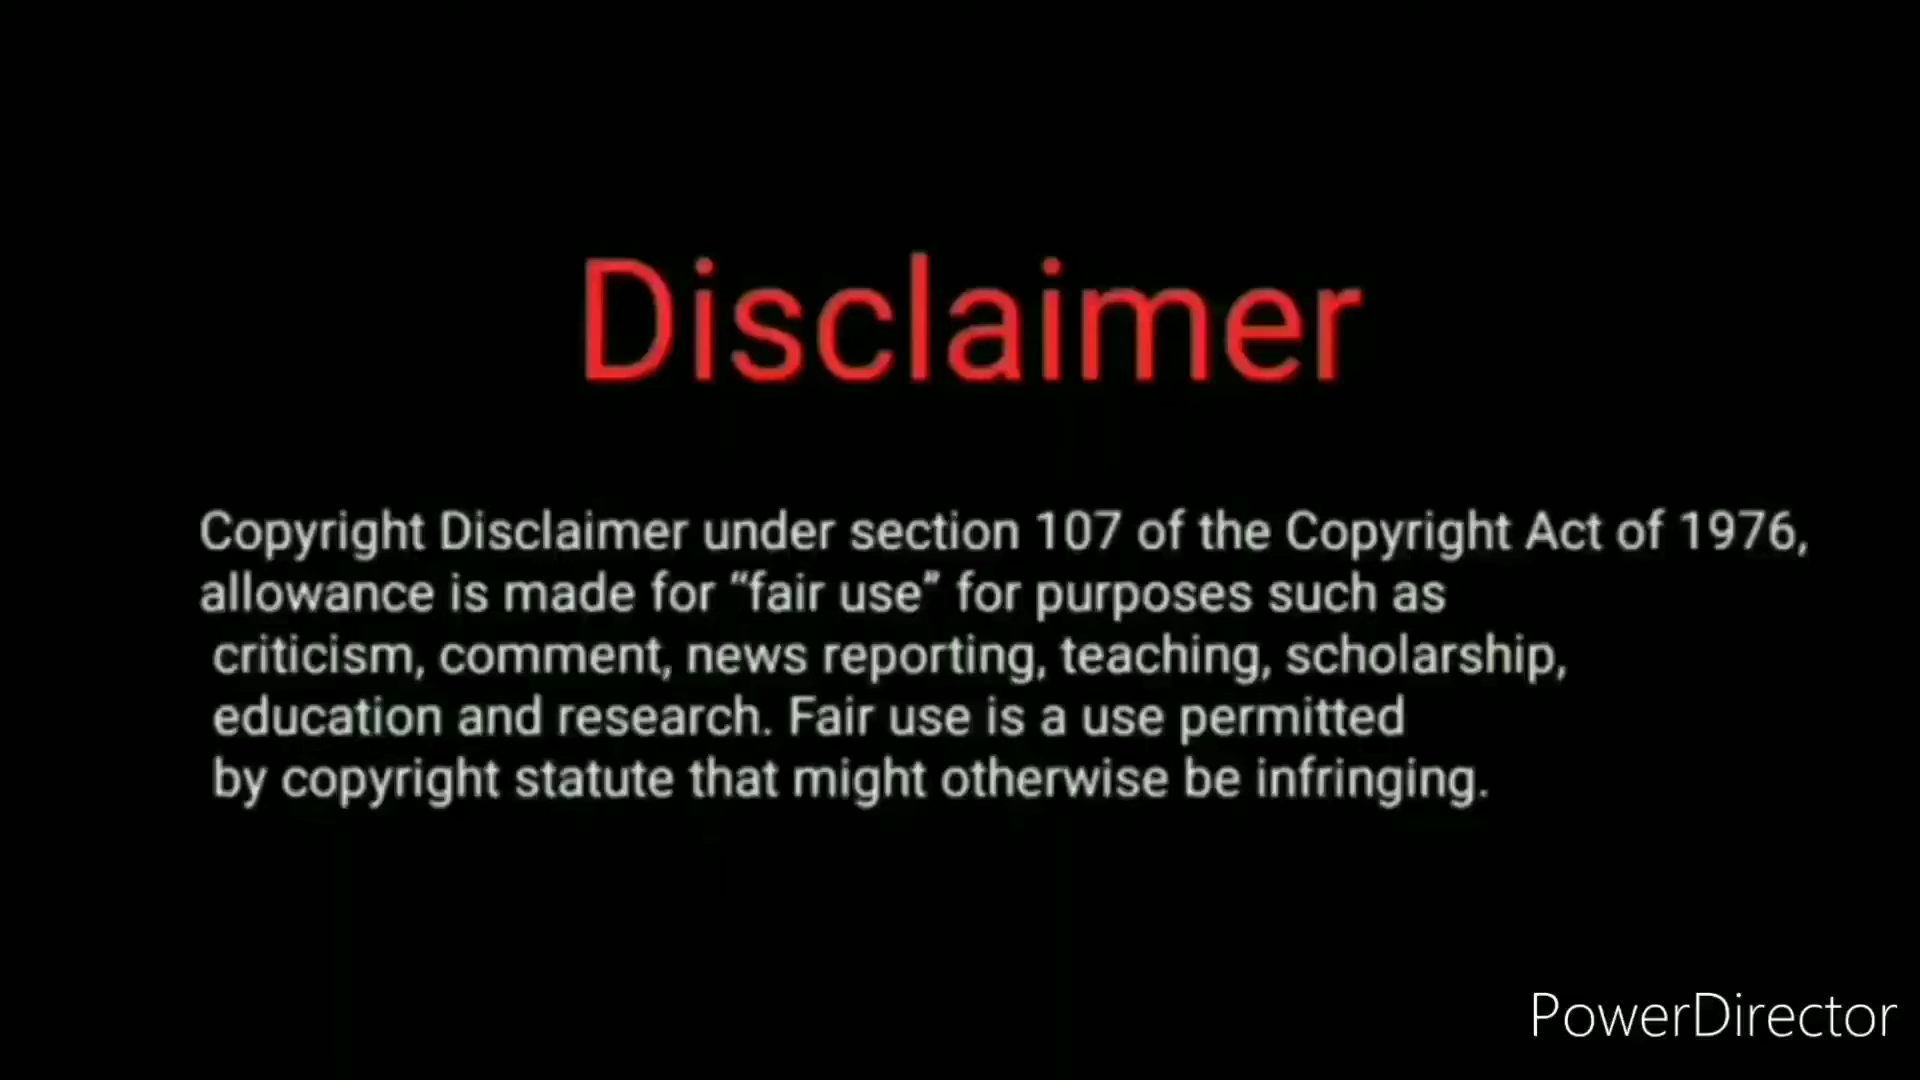 Disclaimer
Copyright Disclaimer under section 107 of the Copyright Act of 1976,
allowance is made for “fair use” for purposes such as
criticism, comment, news reporting, teaching, scholarship,
education and research. Fair use is a use permitted
by copyright statute that might otherwise be infringing.
PowerDirector